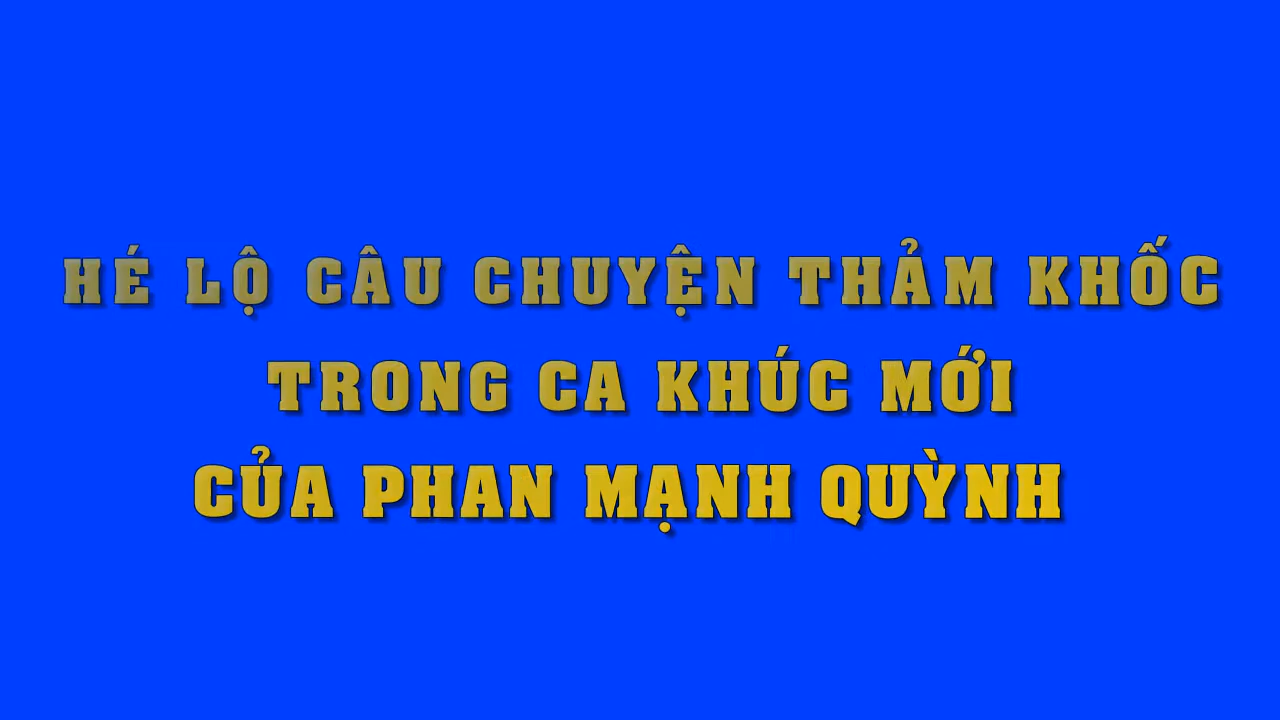 HÉ LỘ CÂU CHUYỆN THẢM KHỐC
TRONG CA KHÚC MỚI
CỦA PHAN MẠNH QUỲNH